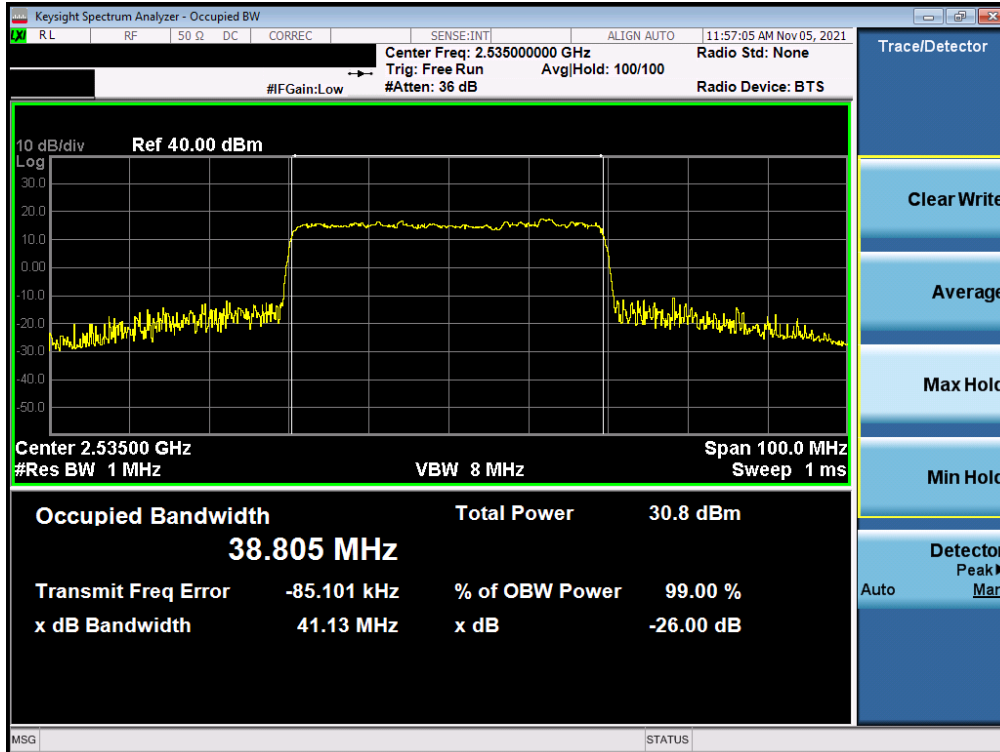 Keysight Spectrum Analyzer - Occupied BW
LXI RL RF 50 Ω DC CORREC SENSE:INT ALIGN AUTO 11:57:05 AM Nov 05, 2021
Center Freq: 2.535000000 GHz Radio Std: None
Trig: Free Run Avg|Hold: 100/100
#IFGain:Low #Atten: 36 dB Radio Device: BTS
Trace/Detector
10 dB/div Ref 40.00 dBm
Log
30.0
20.0
10.0
0.00
-10.0
-20.0
-30.0
-40.0
-50.0
Center 2.53500 GHz Span 100.0 MHz
#Res BW 1 MHz VBW 8 MHz Sweep 1 ms
Occupied Bandwidth Total Power 30.8 dBm
38.805 MHz
Transmit Freq Error -85.101 kHz % of OBW Power 99.00 %
x dB Bandwidth 41.13 MHz x dB -26.00 dB
Clear Write
Average
Max Hold
Min Hold
Detector
Peak
Auto Man
MSG STATUS